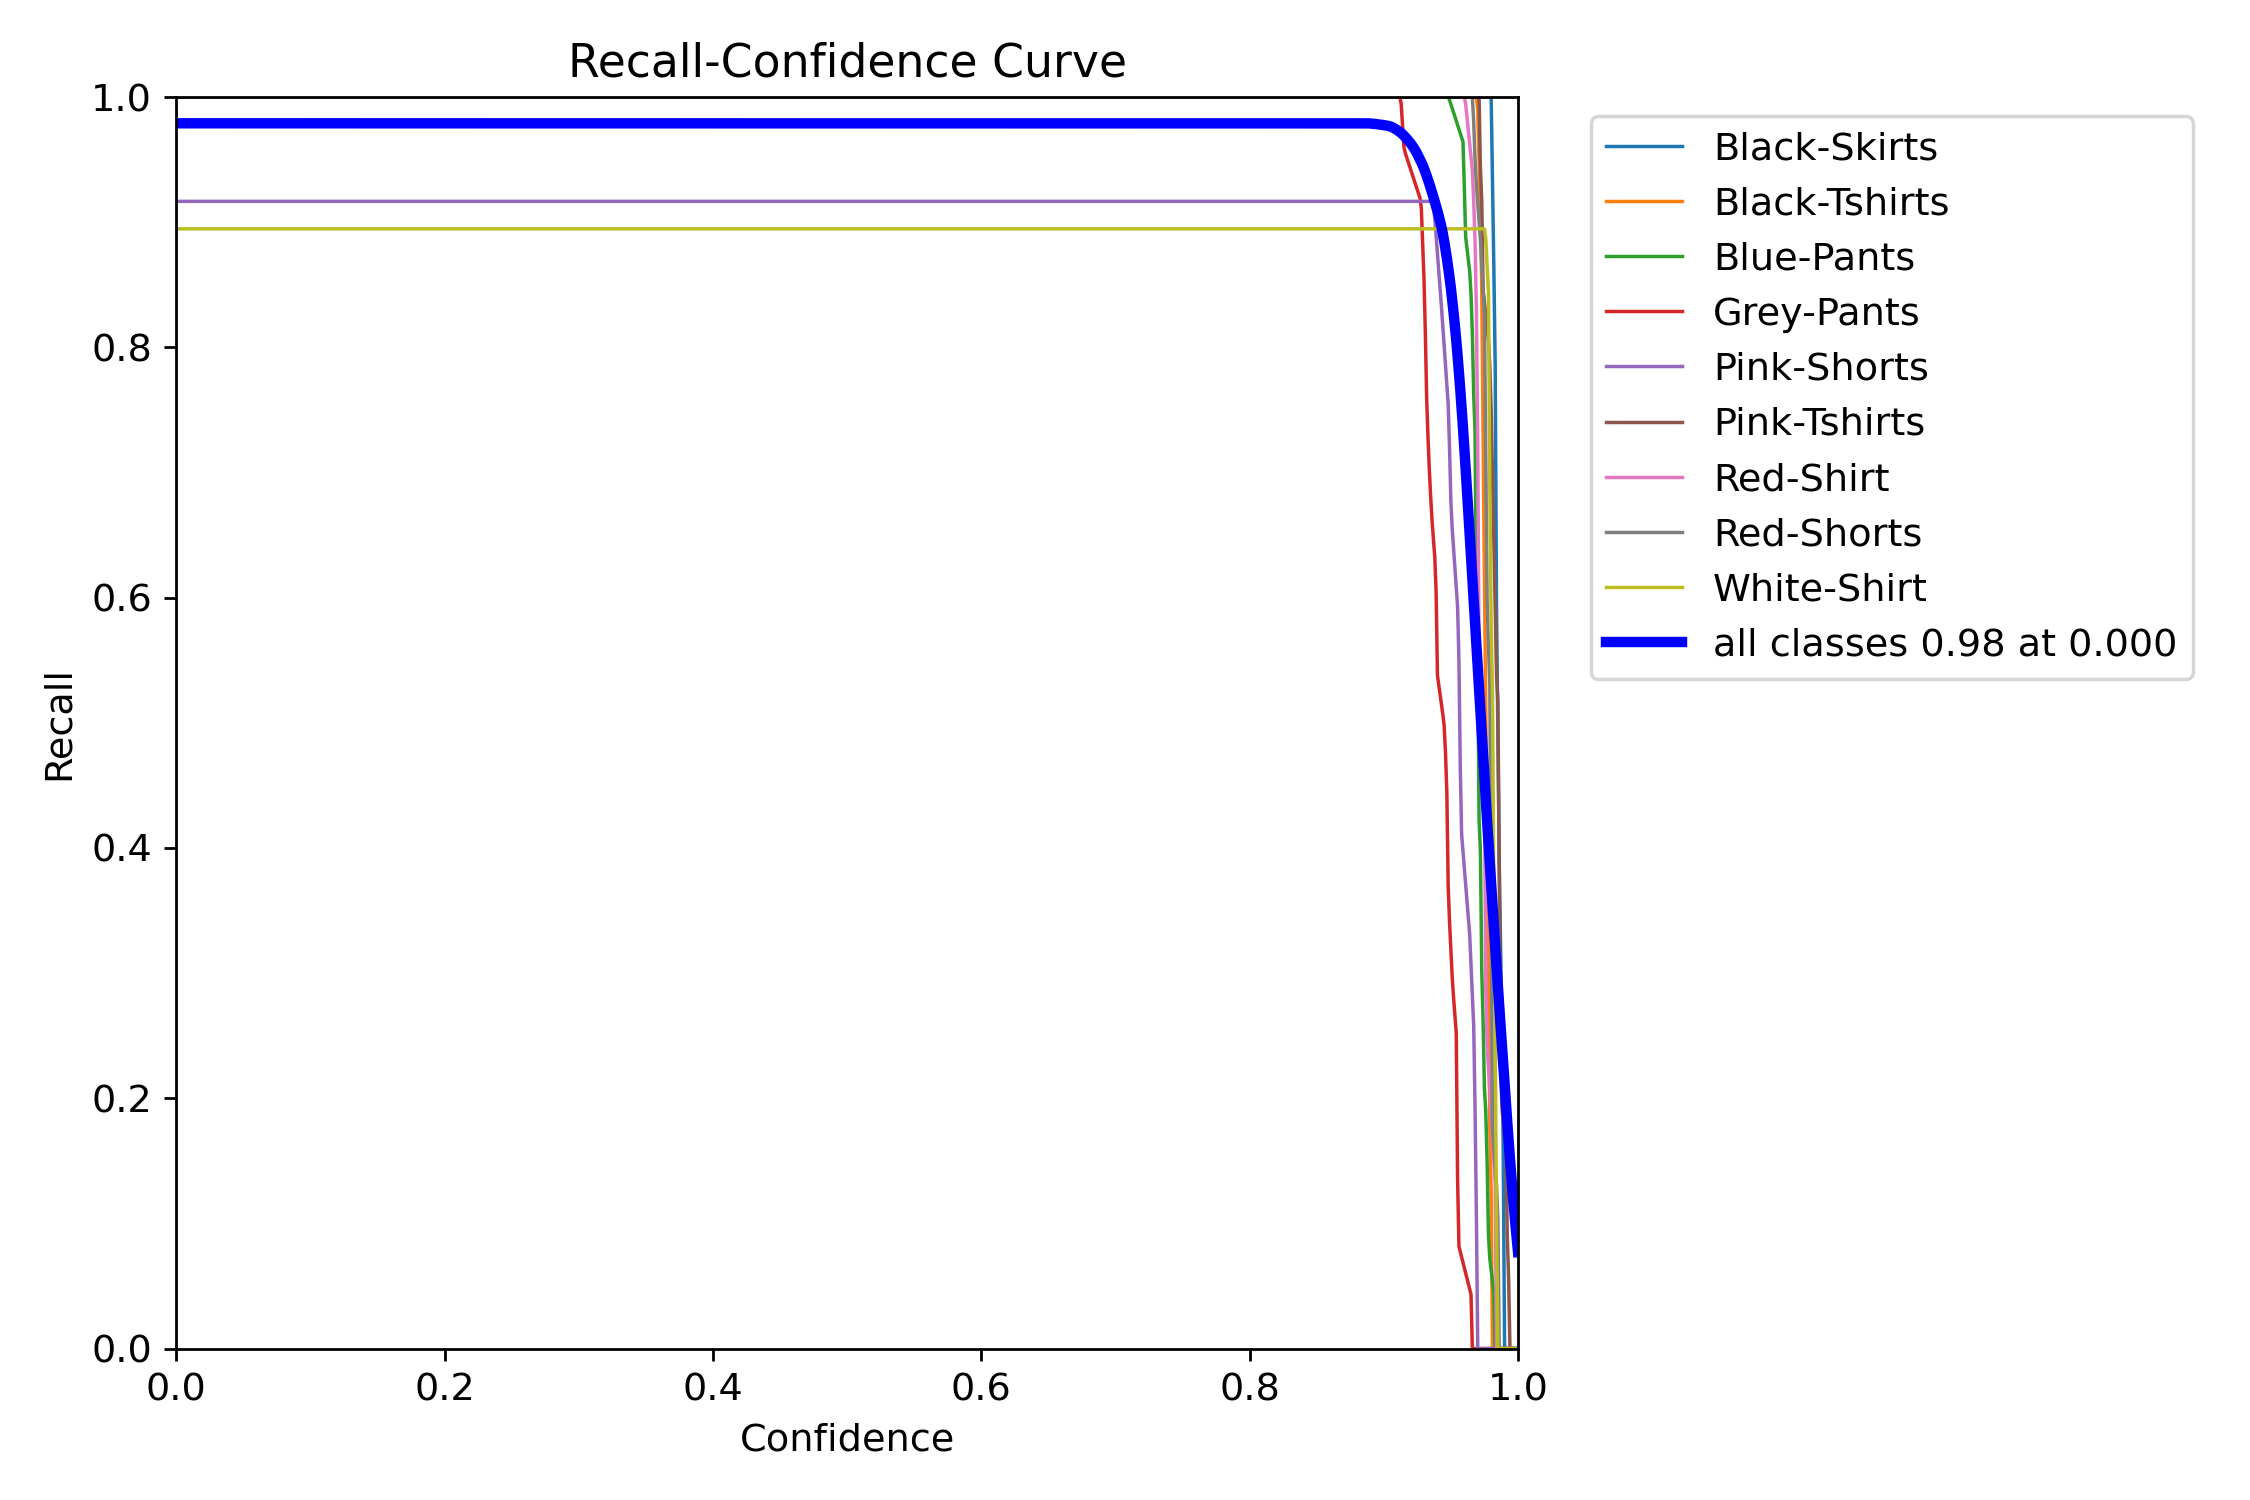 Recall-Confidence Curve
1.0
0.8
0.6
0.4
0.2
0.0
Recall
0.0 0.2 0.4 0.6 0.8 1.0
Confidence
Black-Skirts
Black-Tshirts
Blue-Pants
Grey-Pants
Pink-Shorts
Pink-Tshirts
Red-Shirt
Red-Shorts
White-Shirt
all classes 0.98 at 0.000